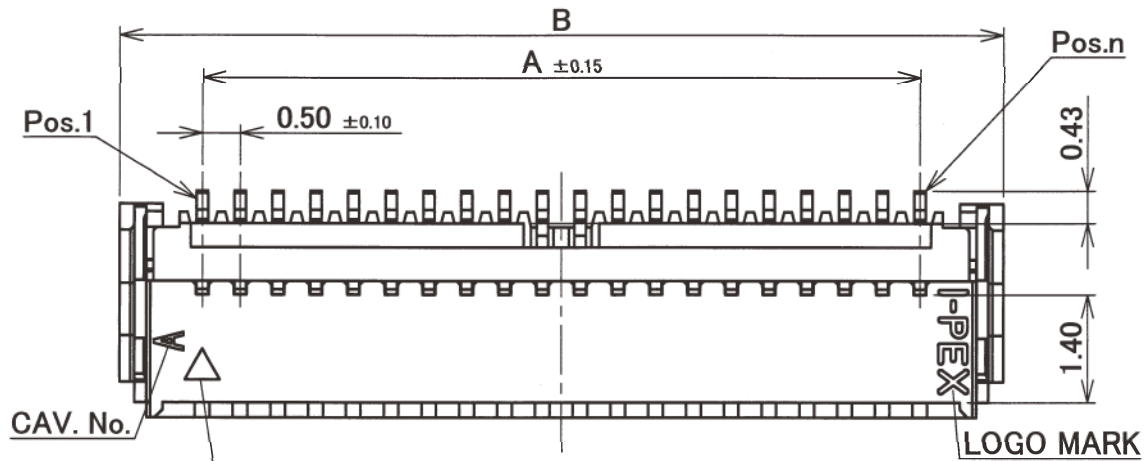 B
A ±0.15
Pos.n
Pos.1
0.50 ±0.10
0.43
I-PEX
1.40
A
CAV. No.
LOGO MARK